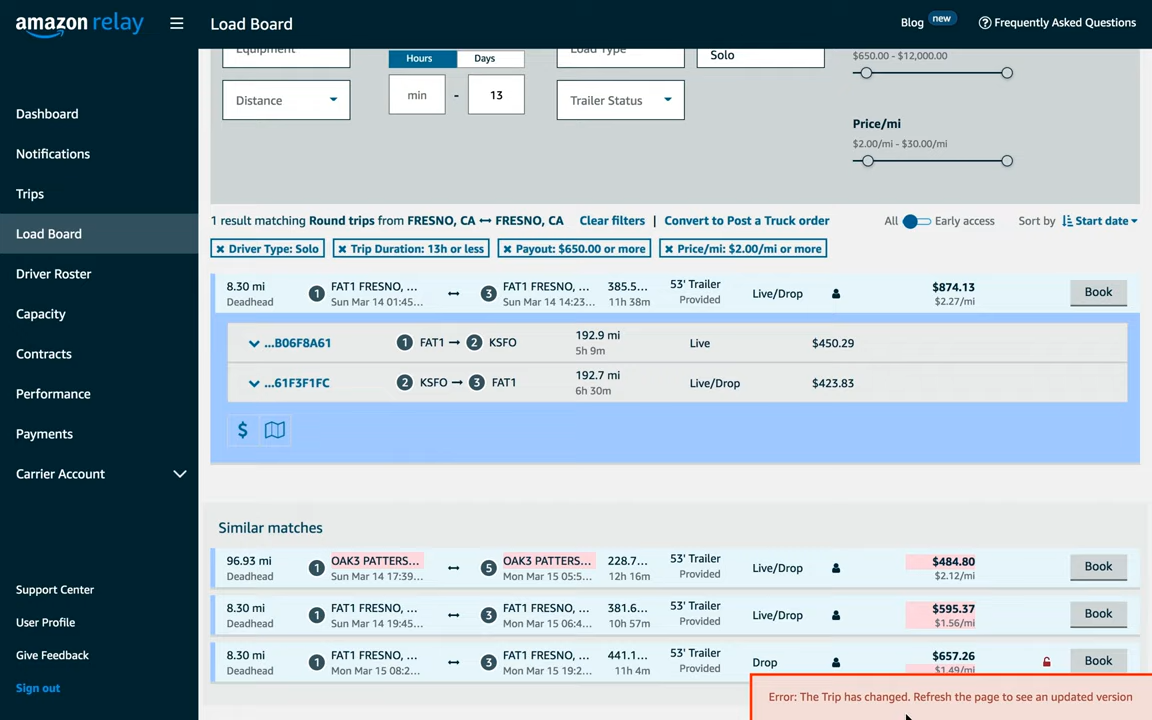 amazon relay
Load Board
Blog new
Frequently Asked Questions
Dashboard
Notifications
Trips
Load Board
Driver Roster
Capacity
Contracts
Performance
Payments
Carrier Account
Support Center
User Profile
Give Feedback
Sign out
Equipment
Hours Days
Load Type
Solo
$650.00 - $12,000.00
Distance
min - 13
Trailer Status
Price/mi
$2.00/mi - $30.00/mi
1 result matching Round trips from FRESNO, CA ↔ FRESNO, CA Clear filters | Convert to Post a Truck order All Early access Sort by Start date
× Driver Type: Solo × Trip Duration: 13h or less × Payout: $650.00 or more × Price/mi: $2.00/mi or more
8.30 mi 1 FAT1 FRESNO, ... ↔ 3 FAT1 FRESNO, ... 385.5... 53' Trailer Live/Drop $874.13 Book
Deadhead Sun Mar 14 01:45... Sun Mar 14 14:23... 11h 38m Provided $2.27/mi
...B06F8A61 1 FAT1 → 2 KSFO 192.9 mi Live $450.29
5h 9m
...61F3F1FC 2 KSFO → 3 FAT1 192.7 mi Live/Drop $423.83
6h 30m
$
Similar matches
96.93 mi 1 OAK3 PATTERS... ↔ 5 OAK3 PATTERS... 228.7... 53' Trailer Live/Drop $484.80 Book
Deadhead Sun Mar 14 17:39... Mon Mar 15 05:5... 12h 16m Provided $2.12/mi
8.30 mi 1 FAT1 FRESNO, ... ↔ 3 FAT1 FRESNO, ... 381.6... 53' Trailer Live/Drop $595.37 Book
Deadhead Sun Mar 14 19:45... Mon Mar 15 06:4... 10h 57m Provided $1.56/mi
8.30 mi 1 FAT1 FRESNO, ... ↔ 3 FAT1 FRESNO, ... 441.1... 53' Trailer Drop $657.26 Book
Deadhead Mon Mar 15 08:2... Mon Mar 15 19:2... 11h 4m Provided $1.49/mi
Error: The Trip has changed. Refresh the page to see an updated version